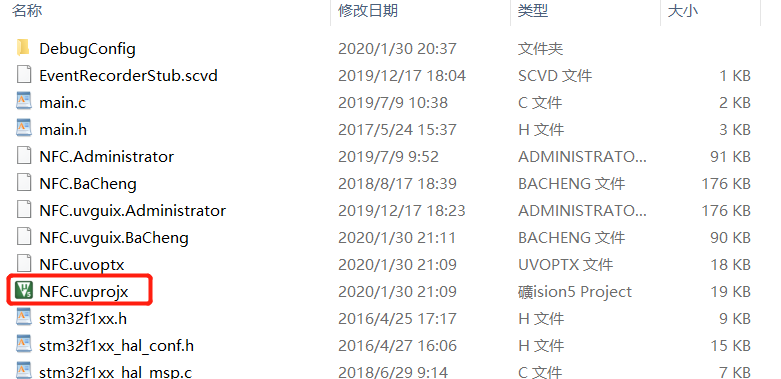 名称 修改日期 类型 大小
DebugConfig 2020/1/30 20:37 文件夹
EventRecorderStub.scvd 2019/12/17 18:04 SCVD 文件 1 KB
main.c 2019/7/9 10:38 C 文件 2 KB
main.h 2017/5/24 15:37 H 文件 3 KB
NFC.Administrator 2019/7/9 9:52 ADMINISTRATO... 91 KB
NFC.BaCheng 2018/8/17 18:39 BACHENG 文件 176 KB
NFC.uvguix.Administrator 2019/12/17 18:23 ADMINISTRATO... 176 KB
NFC.uvguix.BaCheng 2020/1/30 21:11 BACHENG 文件 90 KB
NFC.uvoptx 2020/1/30 21:09 UVOPTX 文件 18 KB
NFC.uvprojx 2020/1/30 21:09 礦ision5 Project 19 KB
stm32f1xx.h 2016/4/25 17:17 H 文件 9 KB
stm32f1xx_hal_conf.h 2016/4/27 16:06 H 文件 15 KB
stm32f1xx_hal_msp.c 2018/6/29 9:14 C 文件 7 KB